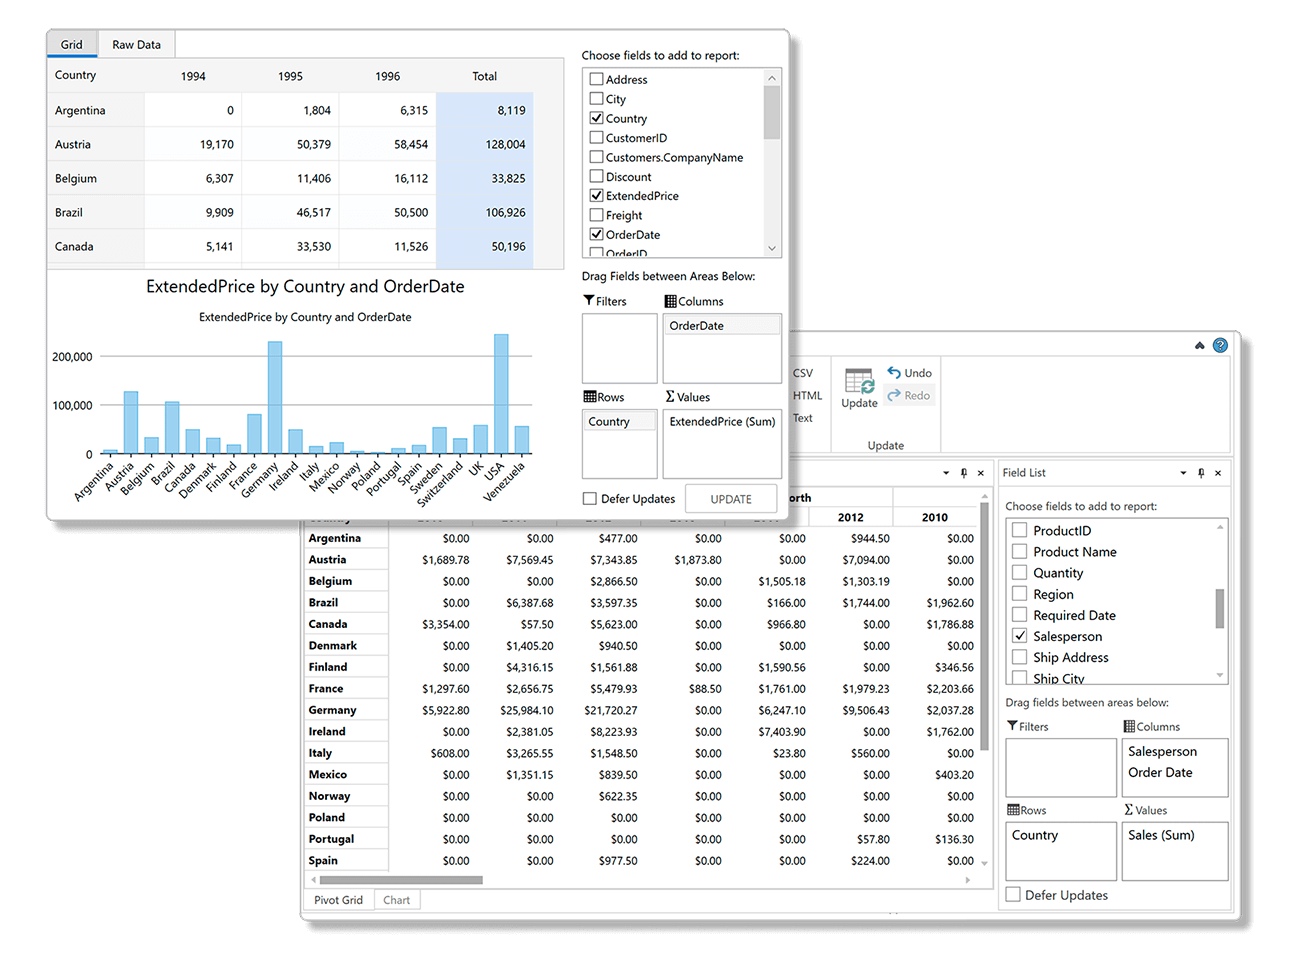 Grid Raw Data
Country 1994 1995 1996 Total
Argentina 0 1,804 6,315 8,119
Austria 19,170 50,379 58,454 128,004
Belgium 6,307 11,406 16,112 33,825
Brazil 9,909 46,517 50,500 106,926
Canada 5,141 33,530 11,526 50,196
ExtendedPrice by Country and OrderDate
ExtendedPrice by Country and OrderDate
200,000
100,000
0
Argentina Austria Belgium Brazil Canada Denmark Finland France Germany Ireland Italy Mexico Norway Poland Portugal Spain Sweden Switzerland UK USA Venezuela
Choose fields to add to report:
Address
City
Country
CustomerID
Customers.CompanyName
Discount
ExtendedPrice
Freight
OrderDate
OrderID
Drag Fields between Areas Below:
Filters Columns
OrderDate
Rows Values
Country ExtendedPrice (Sum)
Defer Updates UPDATE
CSV
HTML
Text
Update
Undo
Redo
Update
orth
2012 2010
Argentina $0.00 $0.00 $477.00 $0.00 $0.00 $944.50 $0.00
Austria $1,689.78 $7,569.45 $7,343.85 $1,873.80 $0.00 $7,094.00 $0.00
Belgium $0.00 $0.00 $2,866.50 $0.00 $1,505.18 $1,303.19 $0.00
Brazil $0.00 $6,387.68 $3,597.35 $0.00 $166.00 $1,744.00 $1,962.60
Canada $3,354.00 $57.50 $5,623.00 $0.00 $966.80 $0.00 $1,786.88
Denmark $0.00 $1,405.20 $940.50 $0.00 $0.00 $0.00 $0.00
Finland $0.00 $4,316.15 $1,561.88 $0.00 $1,590.56 $0.00 $346.56
France $1,297.60 $2,656.75 $5,479.93 $88.50 $1,761.00 $1,979.23 $2,203.66
Germany $5,922.80 $25,984.10 $21,720.27 $0.00 $6,247.10 $9,506.43 $2,037.28
Ireland $0.00 $2,381.05 $8,223.93 $0.00 $7,403.90 $0.00 $1,762.00
Italy $608.00 $3,265.55 $1,548.50 $0.00 $23.80 $560.00 $0.00
Mexico $0.00 $1,351.15 $839.50 $0.00 $0.00 $0.00 $403.20
Norway $0.00 $0.00 $622.35 $0.00 $0.00 $0.00 $0.00
Poland $0.00 $0.00 $0.00 $0.00 $0.00 $0.00 $0.00
Portugal $0.00 $0.00 $0.00 $0.00 $0.00 $57.80 $136.30
Spain $0.00 $0.00 $977.50 $0.00 $0.00 $224.00 $0.00
Pivot Grid Chart
Field List
Choose fields to add to report:
ProductID
Product Name
Quantity
Region
Required Date
Salesperson
Ship Address
Ship City
Drag fields between areas below:
Filters Columns
Salesperson
Order Date
Rows Values
Country Sales (Sum)
Defer Updates